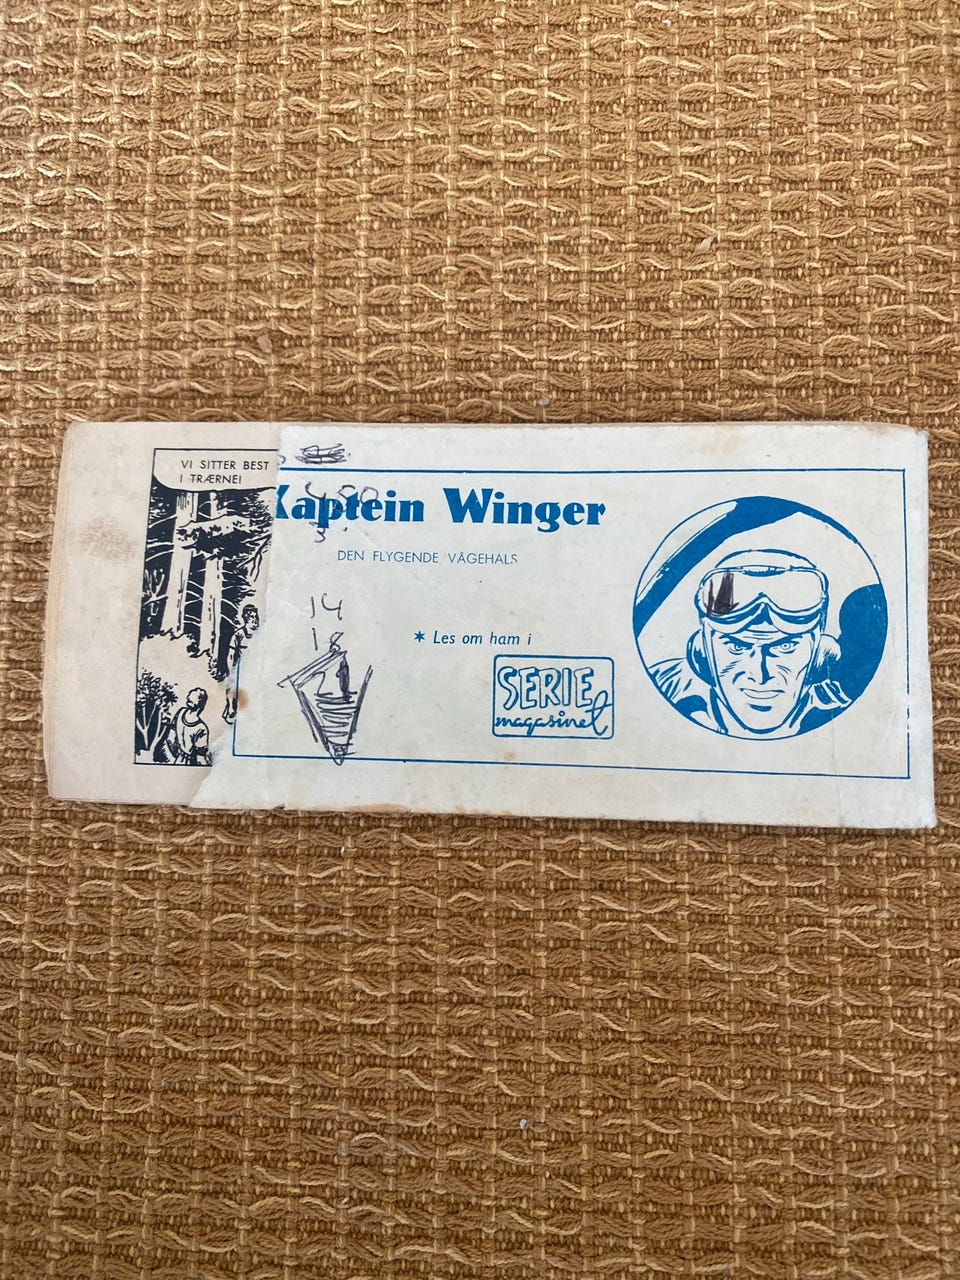 VI SITTER BEST
I TRÆRNE!
Kaptein Winger
DEN FLYGENDE VÅGEHALS
14
18
✶ Les om ham i
SERIE
magasinet